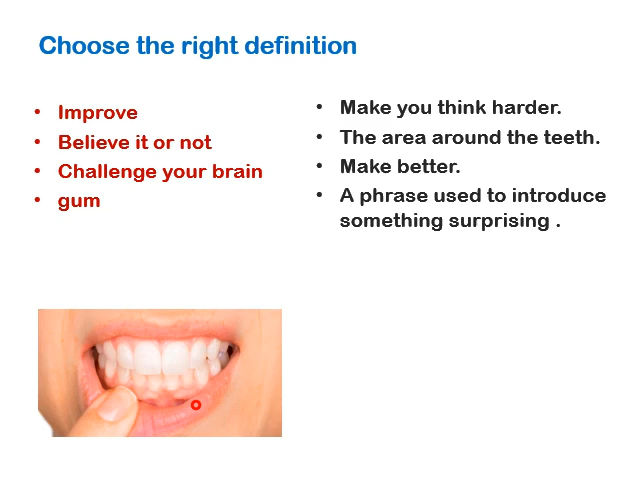 Choose the right definition
• Improve
• Believe it or not
• Challenge your brain
• gum
• Make you think harder.
• The area around the teeth.
• Make better.
• A phrase used to introduce
something surprising .